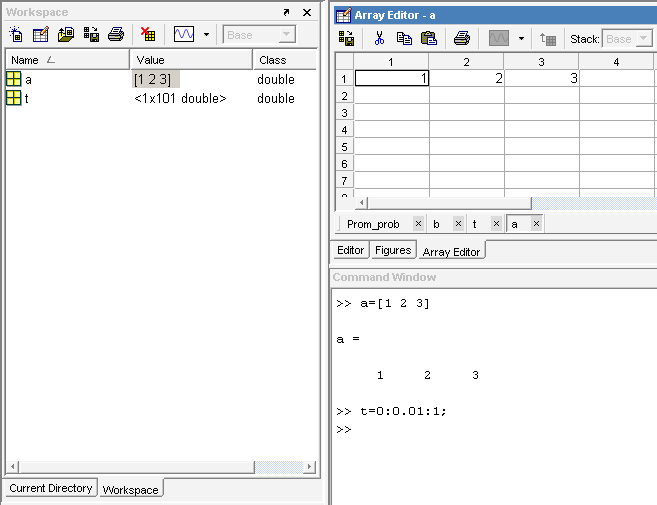 Workspace
Base
Name Value Class
a [1 2 3] double
t <1x101 double> double
Current Directory Workspace
Array Editor - a
Stack: Base
1 2 3 4
1 1 2 3
2
3
4
5
6
7
8
Prom_prob b t a
Editor Figures Array Editor
Command Window
>> a=[1 2 3]
a =
1 2 3
>> t=0:0.01:1;
>>